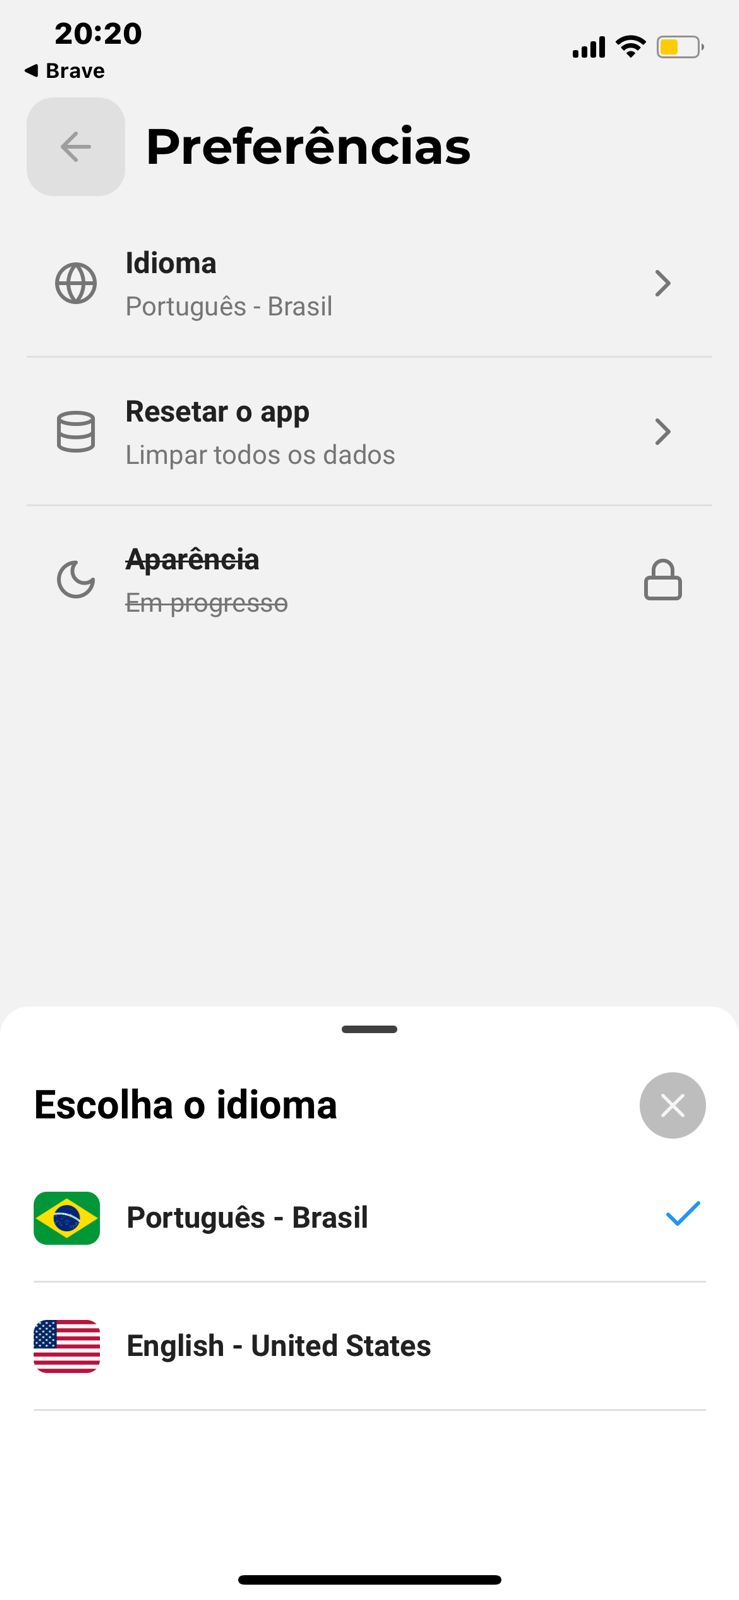 20:20
◀ Brave
Preferências
Idioma
Português - Brasil
Resetar o app
Limpar todos os dados
Aparência
Em progresso
Escolha o idioma
Português - Brasil
English - United States